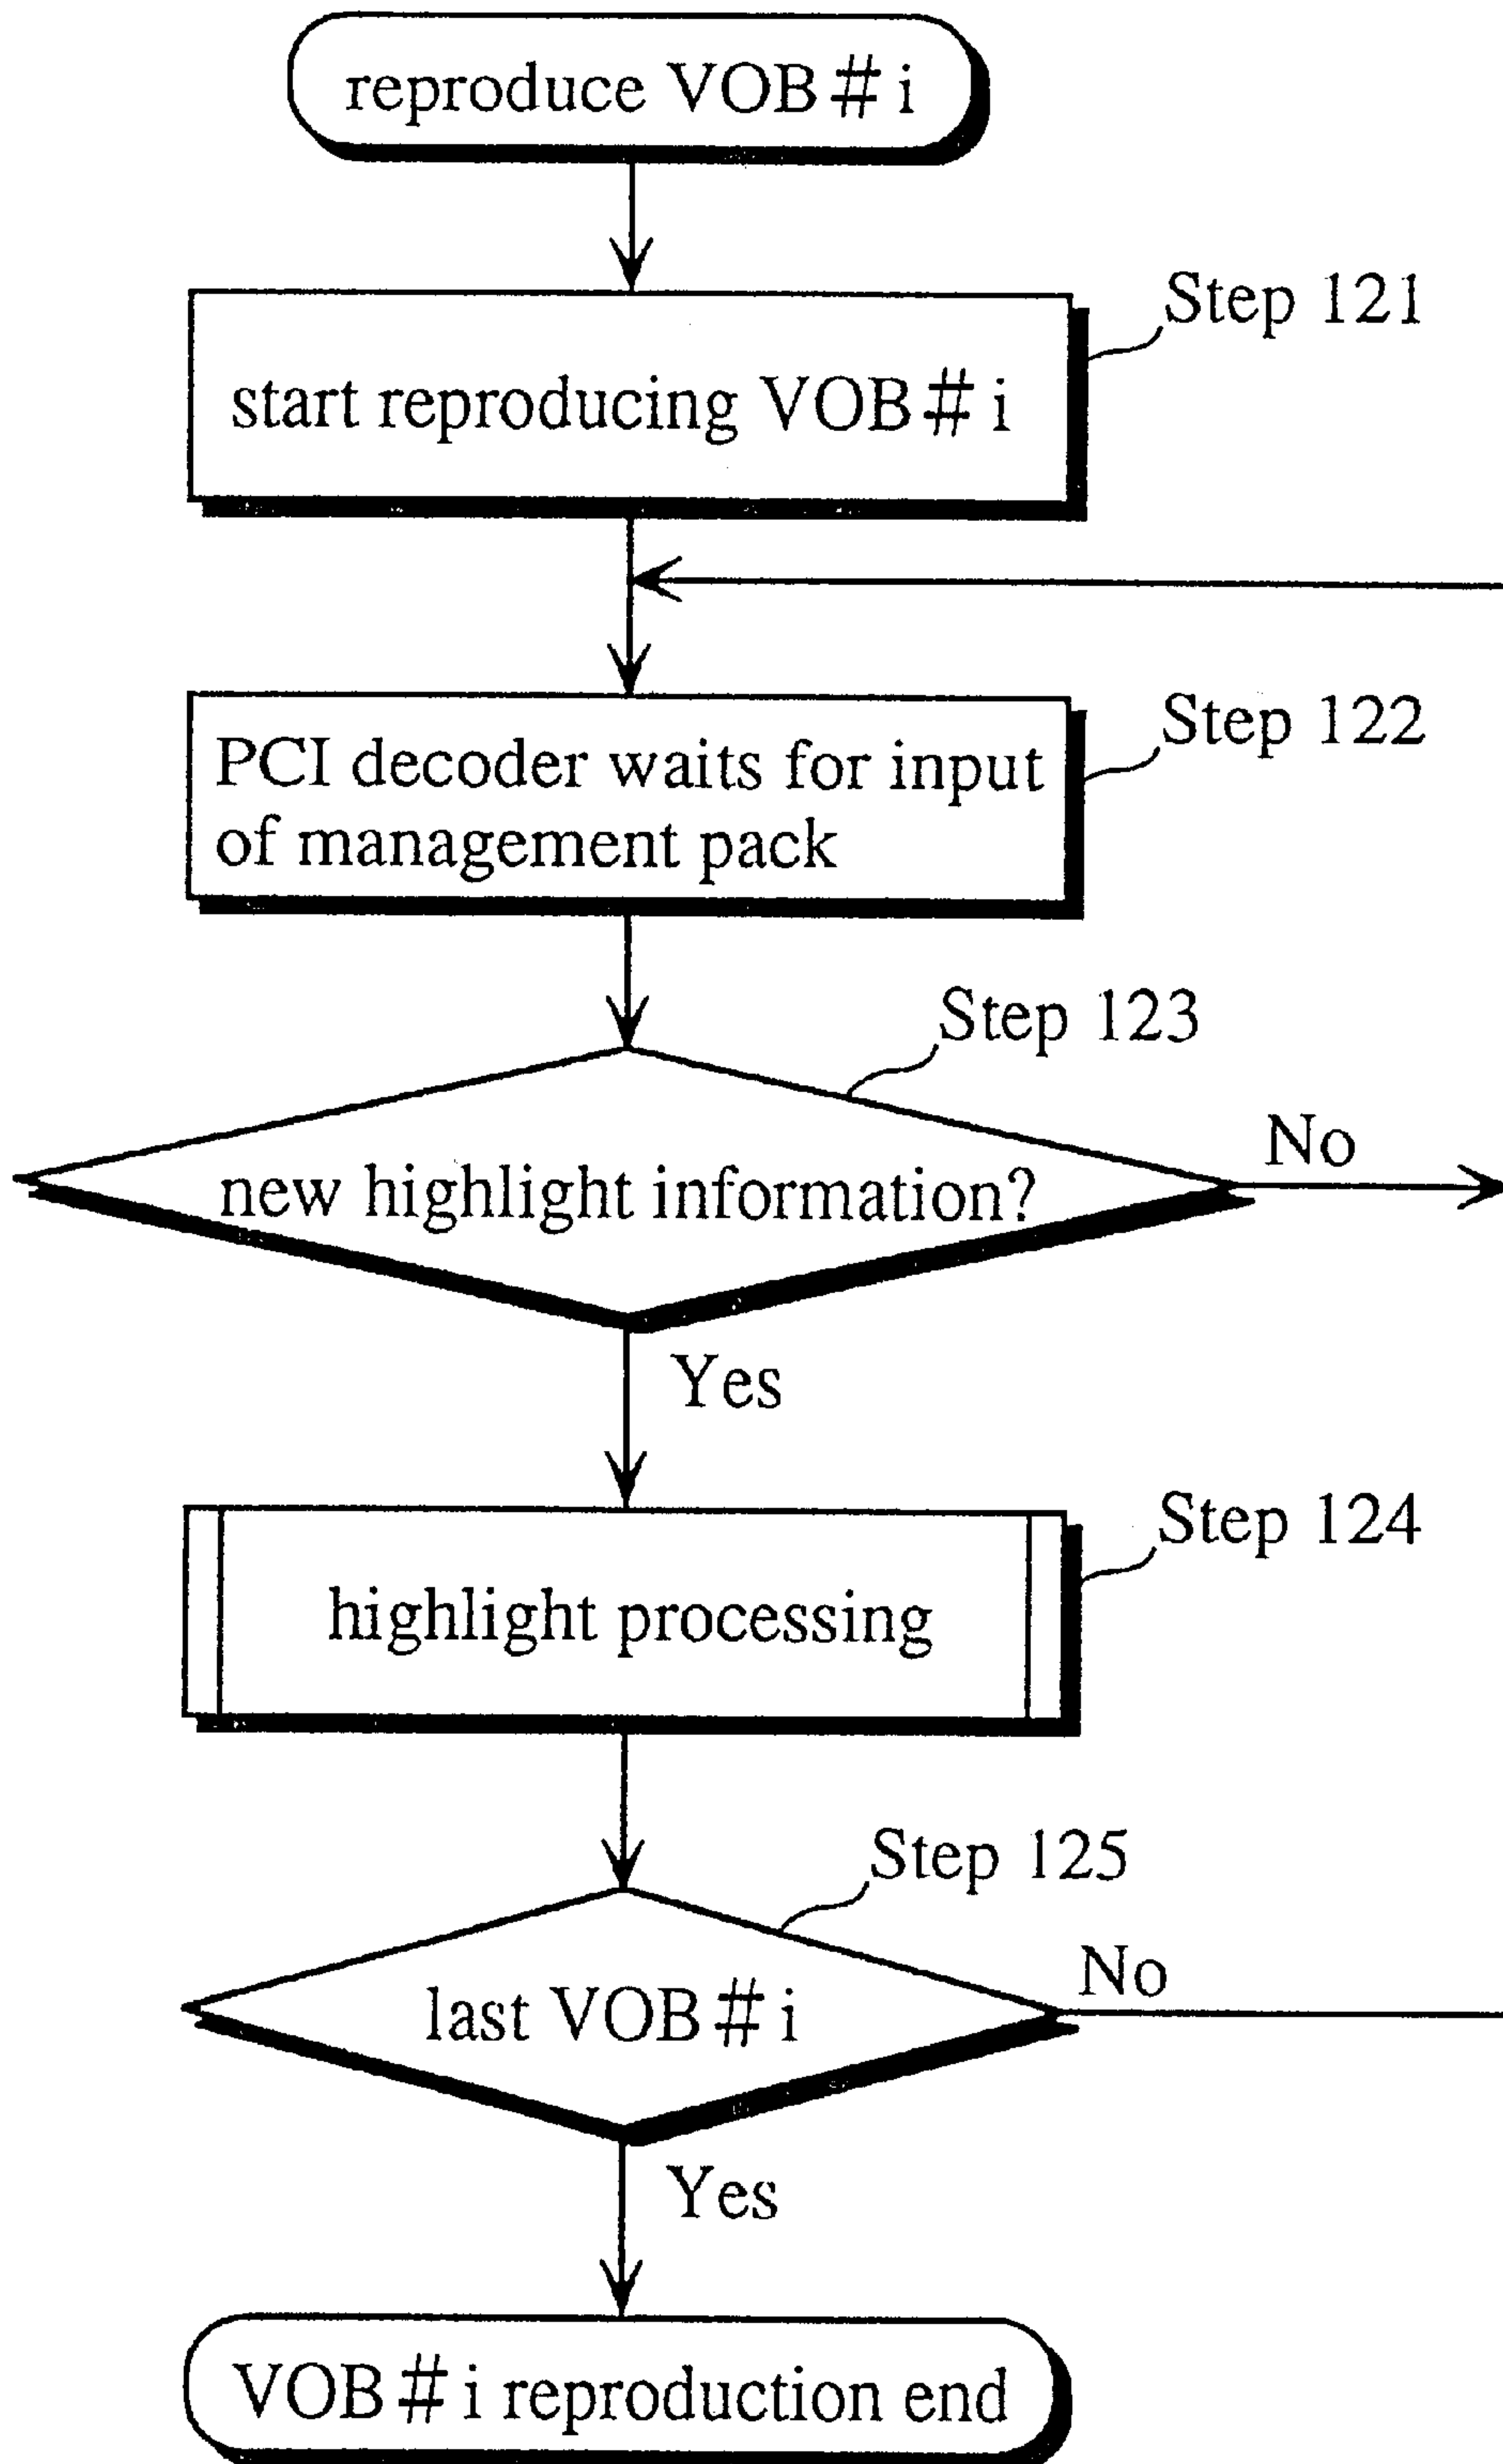 reproduce VOB # i
Step 121
start reproducing VOB # i
Step 122
PCI decoder waits for input
of management pack
Step 123
No
new highlight information?
Yes
Step 124
highlight processing
Step 125
No
last VOB # i
Yes
VOB # i reproduction end